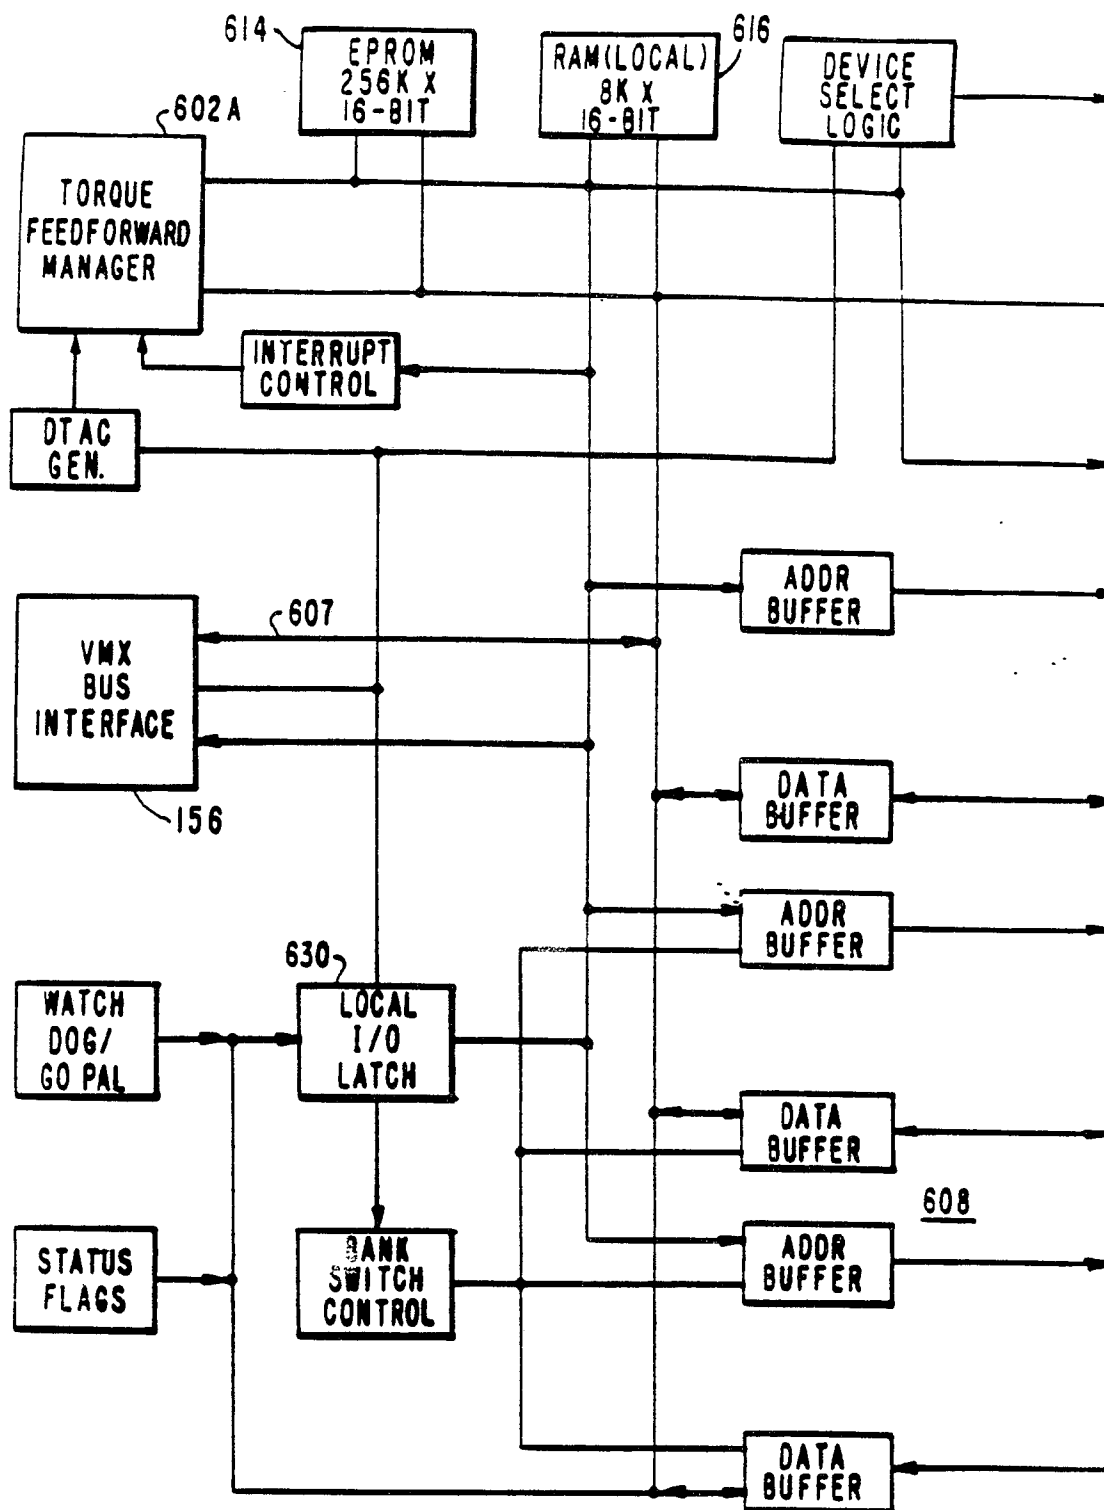 614
EPROM
256K X
16-BIT
RAM(LOCAL)
8K X
16-BIT
616
DEVICE
SELECT
LOGIC
602A
TORQUE
FEEDFORWARD
MANAGER
INTERRUPT
CONTROL
DTAC
GEN.
ADDR
BUFFER
607
VMX
BUS
INTERFACE
156
DATA
BUFFER
ADDR
BUFFER
630
WATCH
DOG/
GO PAL
LOCAL
I/O
LATCH
DATA
BUFFER
608
STATUS
FLAGS
BANK
SWITCH
CONTROL
ADDR
BUFFER
DATA
BUFFER